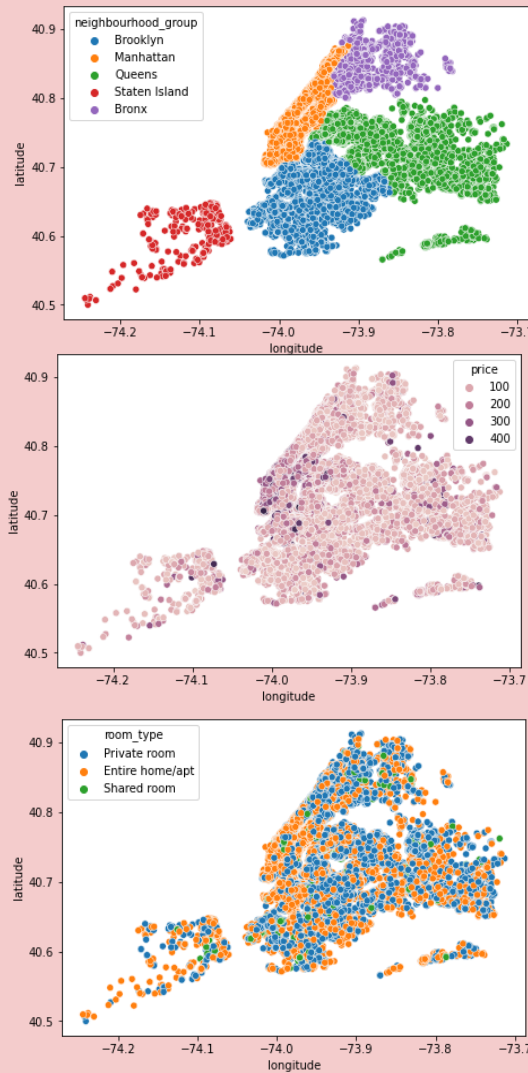 neighbourhood_group
Brooklyn
Manhattan
Queens
Staten Island
Bronx
latitude
40.9
40.8
40.7
40.6
40.5
−74.2 −74.1 −74.0 −73.9 −73.8 −73.7
longitude
price
100
200
300
400
latitude
40.9
40.8
40.7
40.6
40.5
−74.2 −74.1 −74.0 −73.9 −73.8 −73.7
longitude
room_type
Private room
Entire home/apt
Shared room
latitude
40.9
40.8
40.7
40.6
40.5
−74.2 −74.1 −74.0 −73.9 −73.8 −73.7
longitude